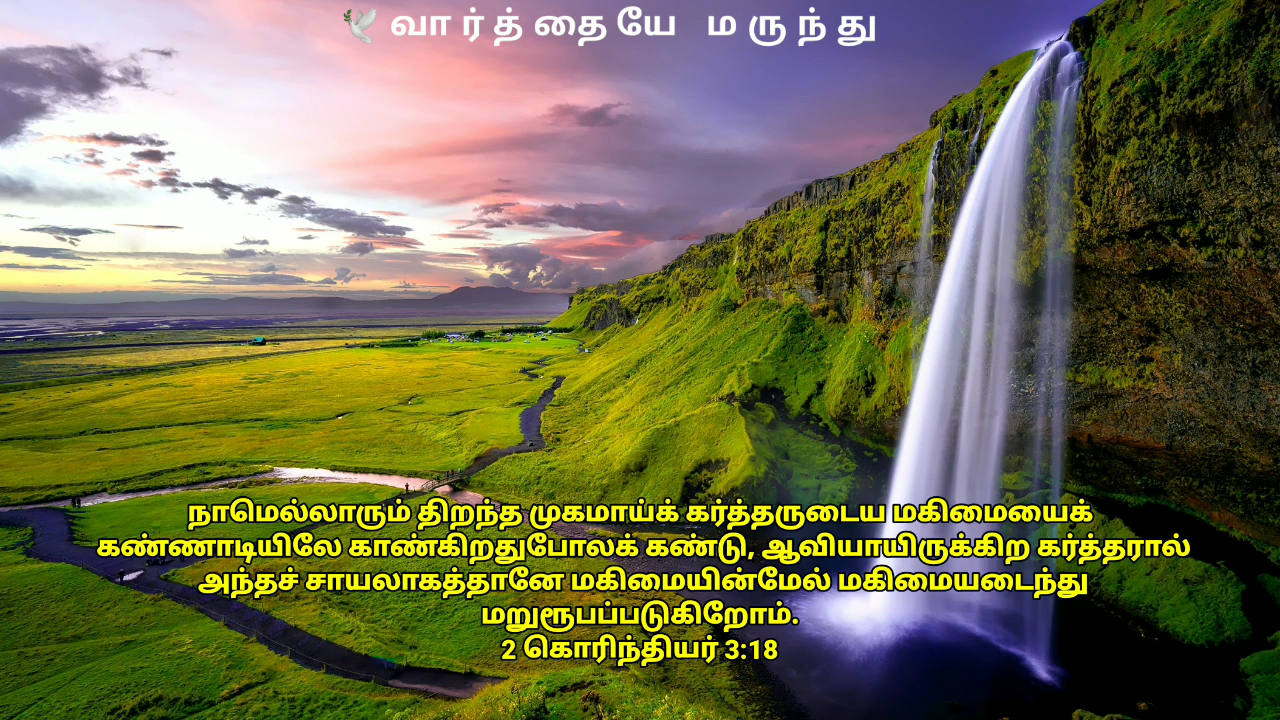 🕊️ வார்த்தையே மருந்து
நாமெல்லாரும் திறந்த முகமாய்க் கர்த்தருடைய மகிமையைக்
கண்ணாடியிலே காண்கிறதுபோலக் கண்டு, ஆவியாயிருக்கிற கர்த்தரால்
அந்தச் சாயலாகத்தானே மகிமையின்மேல் மகிமையடைந்து
மறுரூபப்படுகிறோம்.
2 கொரிந்தியர் 3:18